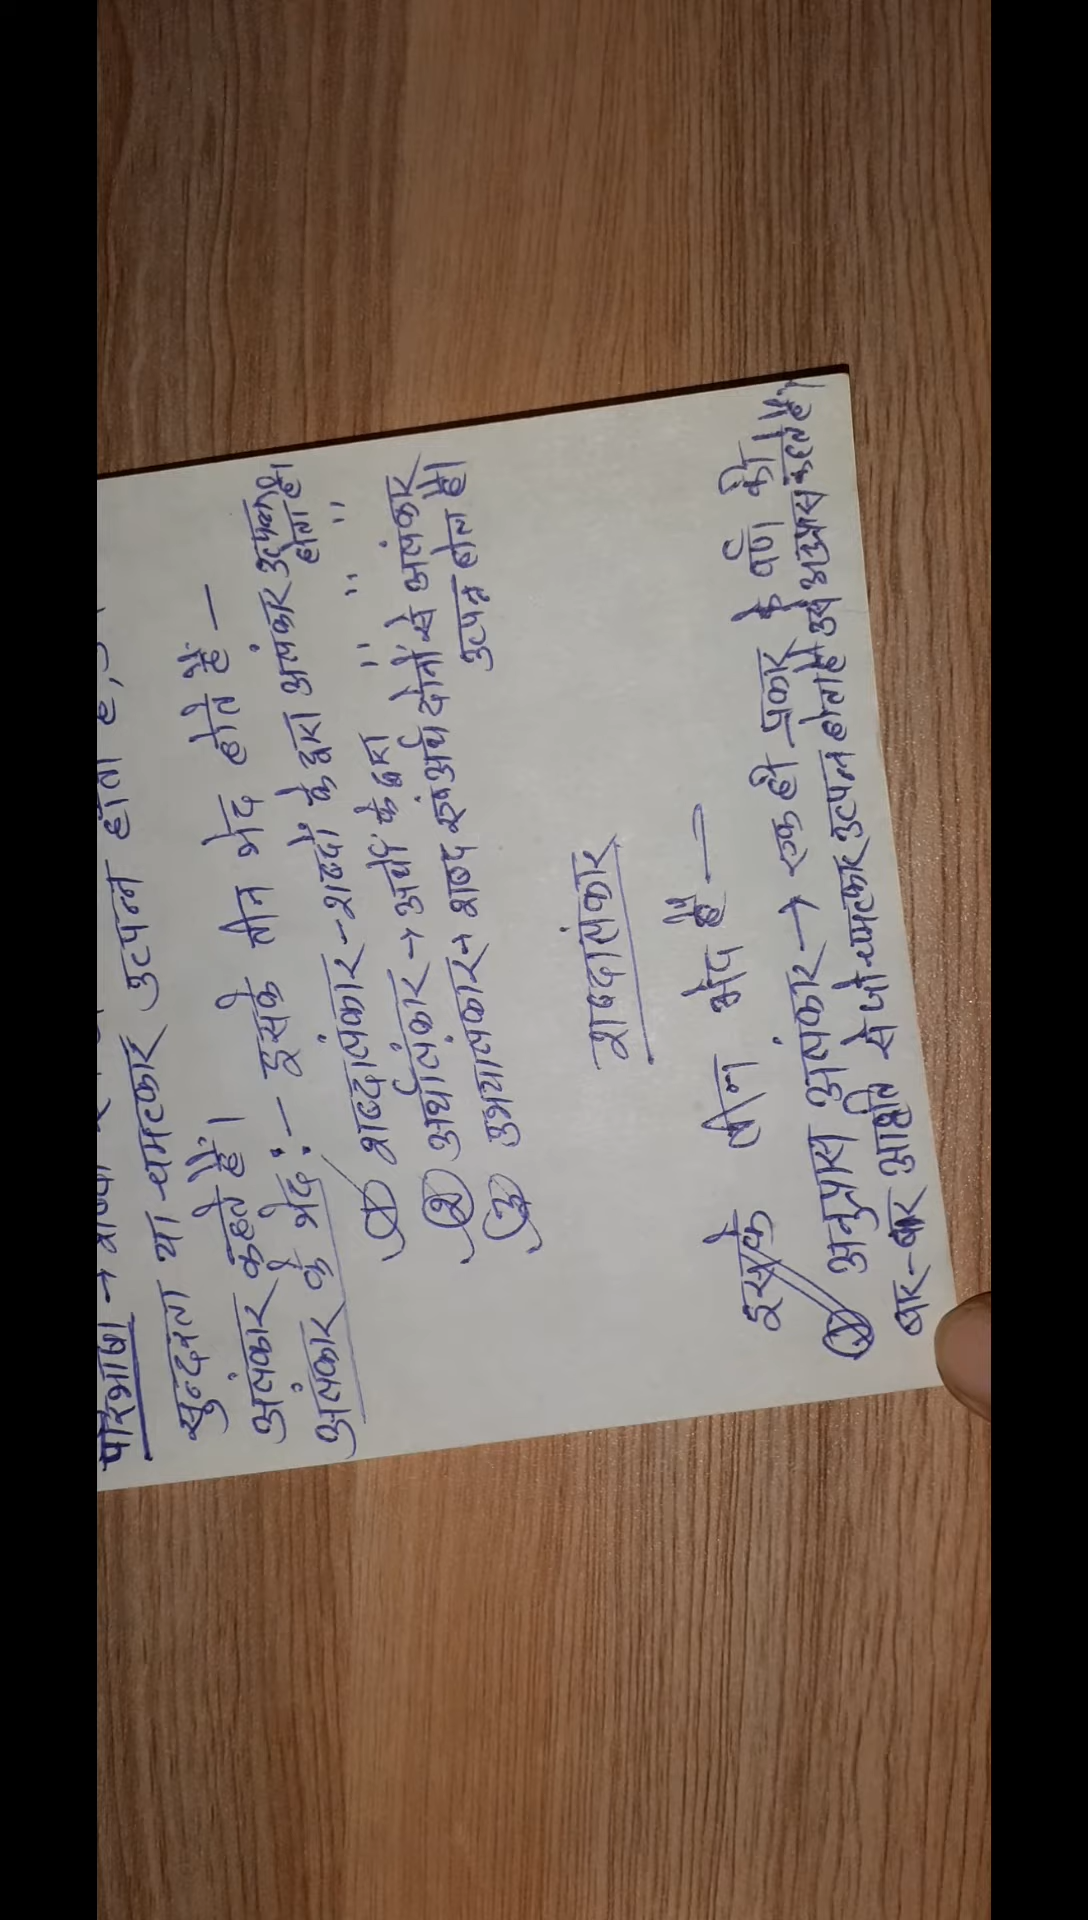 परिभाषा →
सुन्दरता या चमत्कार उत्पन्न होता है,
अलंकार कहते हैं।
अलंकार के भेद :- इसके तीन भेद होते हैं —
① शब्दालंकार → शब्दों के द्वारा अलंकार उत्पन्न
होता है।
② अर्थालंकार → अर्थों के द्वारा " " "
③ उभयालंकार → शब्द एवं अर्थ दोनों से अलंकार
उत्पन्न होता है।
शब्दालंकार
इसके तीन भेद हैं —
① अनुप्रास अलंकार → एक ही प्रकार के वर्ण की
बार-बार आवृति से जो चमत्कार उत्पन्न होता है उसे अनुप्रास कहते हैं।